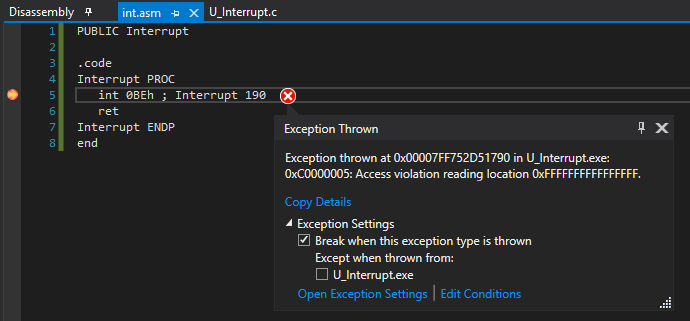 Disassembly int.asm U_Interrupt.c
1 PUBLIC Interrupt
2
3 .code
4 Interrupt PROC
5 int 0BEh ; Interrupt 190
6 ret
7 Interrupt ENDP
8 end
Exception Thrown
Exception thrown at 0x00007FF752D51790 in U_Interrupt.exe:
0xC0000005: Access violation reading location 0xFFFFFFFFFFFFFFFF.
Copy Details
Exception Settings
Break when this exception type is thrown
Except when thrown from:
U_Interrupt.exe
Open Exception Settings | Edit Conditions